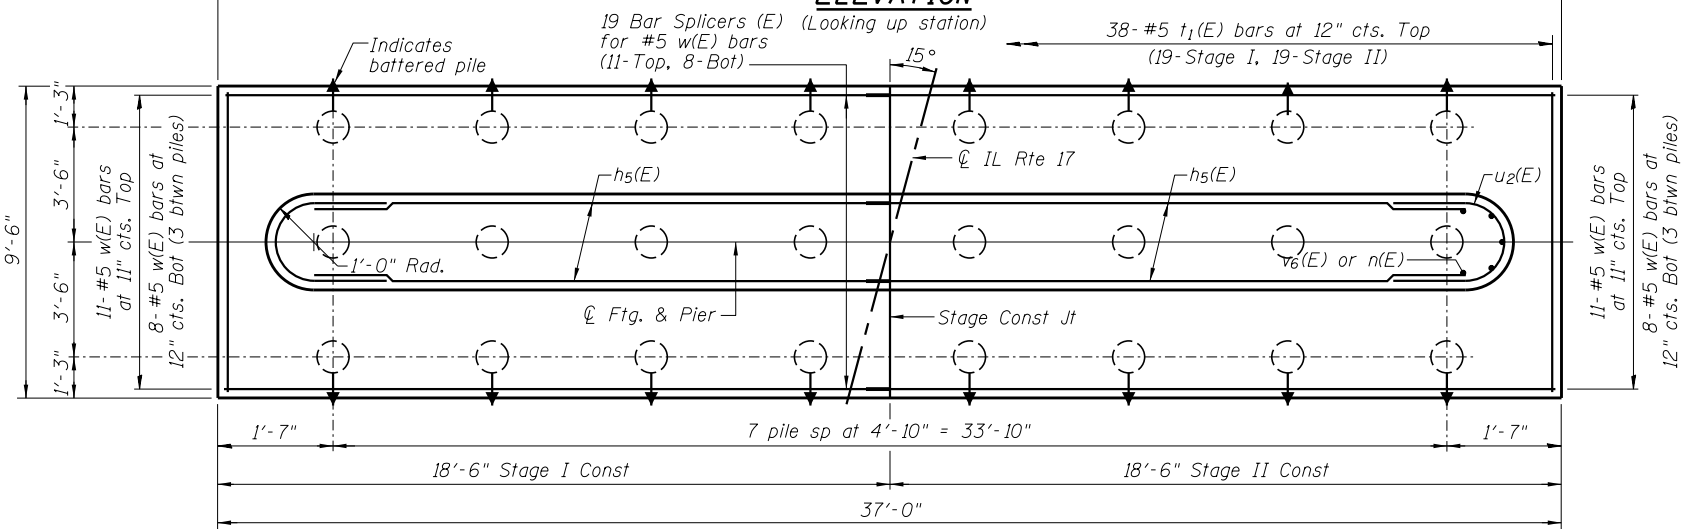 ELEVATION
(Looking up station)
19 Bar Splicers (E)
for #5 w(E) bars
(11-Top, 8-Bot)
38- #5 t1(E) bars at 12" cts. Top
(19-Stage I, 19-Stage II)
Indicates
battered pile
15°
9'-6"
1'-3"
3'-6"
3'-6"
1'-3"
11- #5 w(E) bars
at 11" cts. Top
8- #5 w(E) bars at
12" cts. Bot (3 btwn piles)
℄ IL Rte 17
h5(E)
h5(E)
u2(E)
1'-0" Rad.
v6(E) or n(E)
℄ Ftg. & Pier
Stage Const Jt
11- #5 w(E) bars
at 11" cts. Top
8- #5 w(E) bars at
12" cts. Bot (3 btwn piles)
1'-7"
7 pile sp at 4'-10" = 33'-10"
1'-7"
18'-6" Stage I Const
18'-6" Stage II Const
37'-0"